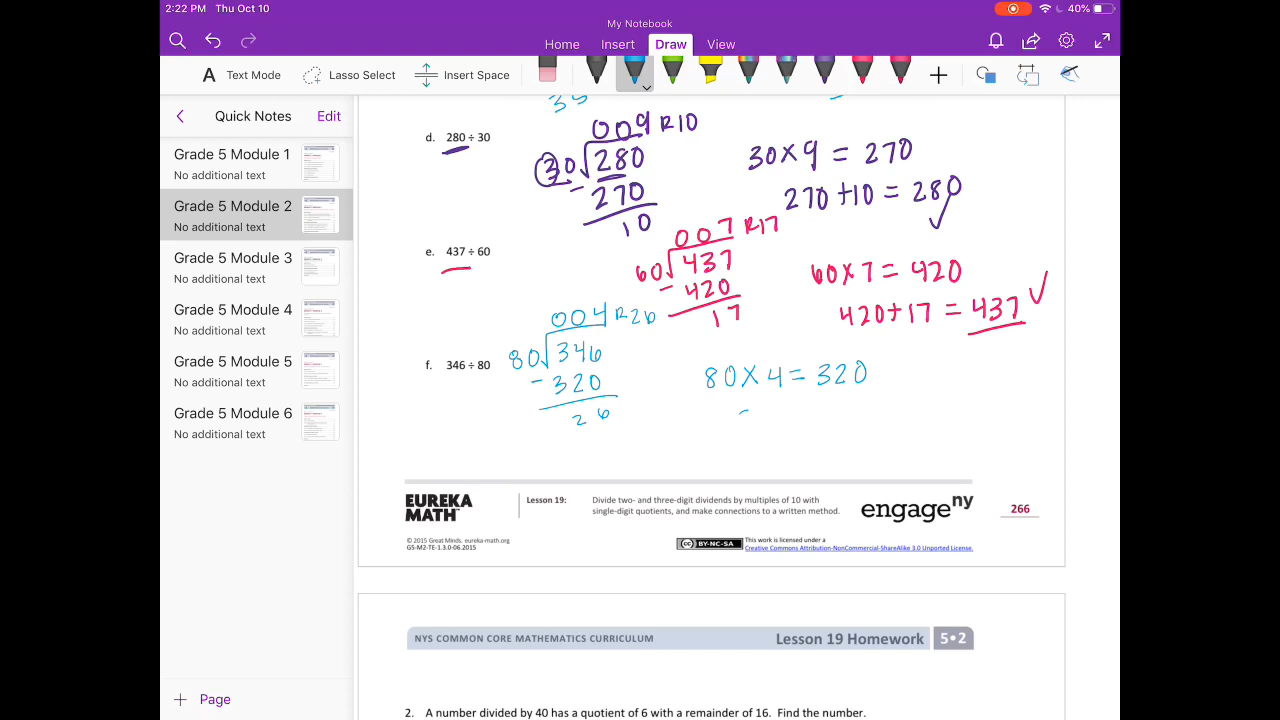 2:22 PM Thu Oct 10
40%
My Notebook
Home Insert Draw View
A Text Mode Lasso Select Insert Space
Quick Notes Edit
Grade 5 Module 1
No additional text
Grade 5 Module 2
No additional text
Grade 5 Module 3
No additional text
Grade 5 Module 4
No additional text
Grade 5 Module 5
No additional text
Grade 5 Module 6
No additional text
+ Page
35
d. 280 ÷ 30
009 R10
30 280
- 270
10
30 × 9 = 270
270 + 10 = 280 ✓
e. 437 ÷ 60
007 R17
60 437
- 420
17
60 × 7 = 420
420 + 17 = 437 ✓
f. 346 ÷ 80
004 R26
80 346
- 320
26
80 × 4 = 320
EUREKA
MATH™
Lesson 19:
Divide two- and three-digit dividends by multiples of 10 with
single-digit quotients, and make connections to a written method.
engage ny
266
© 2015 Great Minds. eureka-math.org
G5-M2-TE-1.3.0-06.2015
cc BY-NC-SA
This work is licensed under a
Creative Commons Attribution-NonCommercial-ShareAlike 3.0 Unported License.
NYS COMMON CORE MATHEMATICS CURRICULUM
Lesson 19 Homework 5•2
2. A number divided by 40 has a quotient of 6 with a remainder of 16. Find the number.